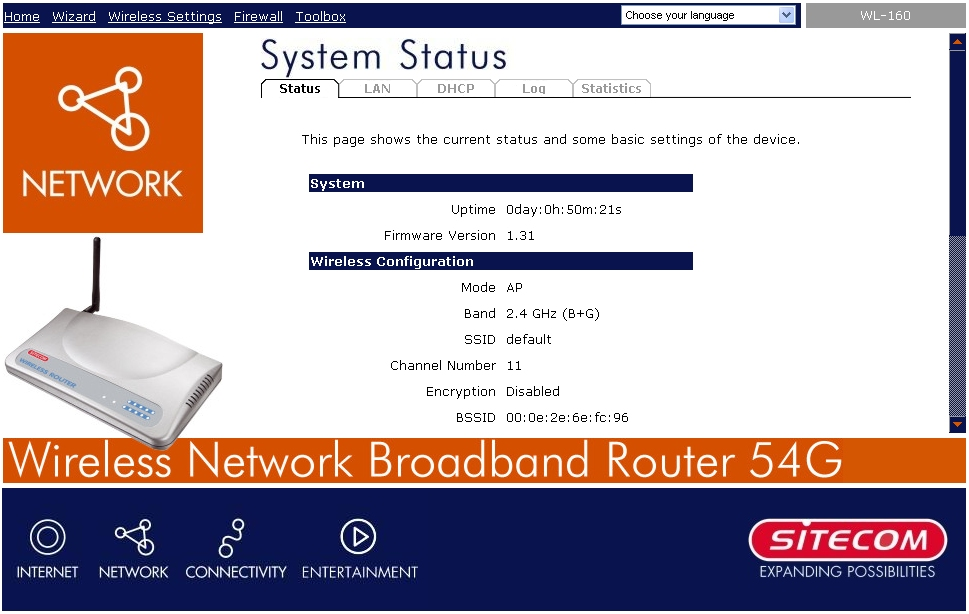 Home Wizard Wireless Settings Firewall Toolbox Choose your language WL-160
NETWORK
System Status
Status LAN DHCP Log Statistics
This page shows the current status and some basic settings of the device.
System
Uptime 0day:0h:50m:21s
Firmware Version 1.31
Wireless Configuration
Mode AP
Band 2.4 GHz (B+G)
SSID default
Channel Number 11
Encryption Disabled
BSSID 00:0e:2e:6e:fc:96
SITECOM
WIRELESS ROUTER
Wireless Network Broadband Router 54G
INTERNET NETWORK CONNECTIVITY ENTERTAINMENT
SITECOM
EXPANDING POSSIBILITIES